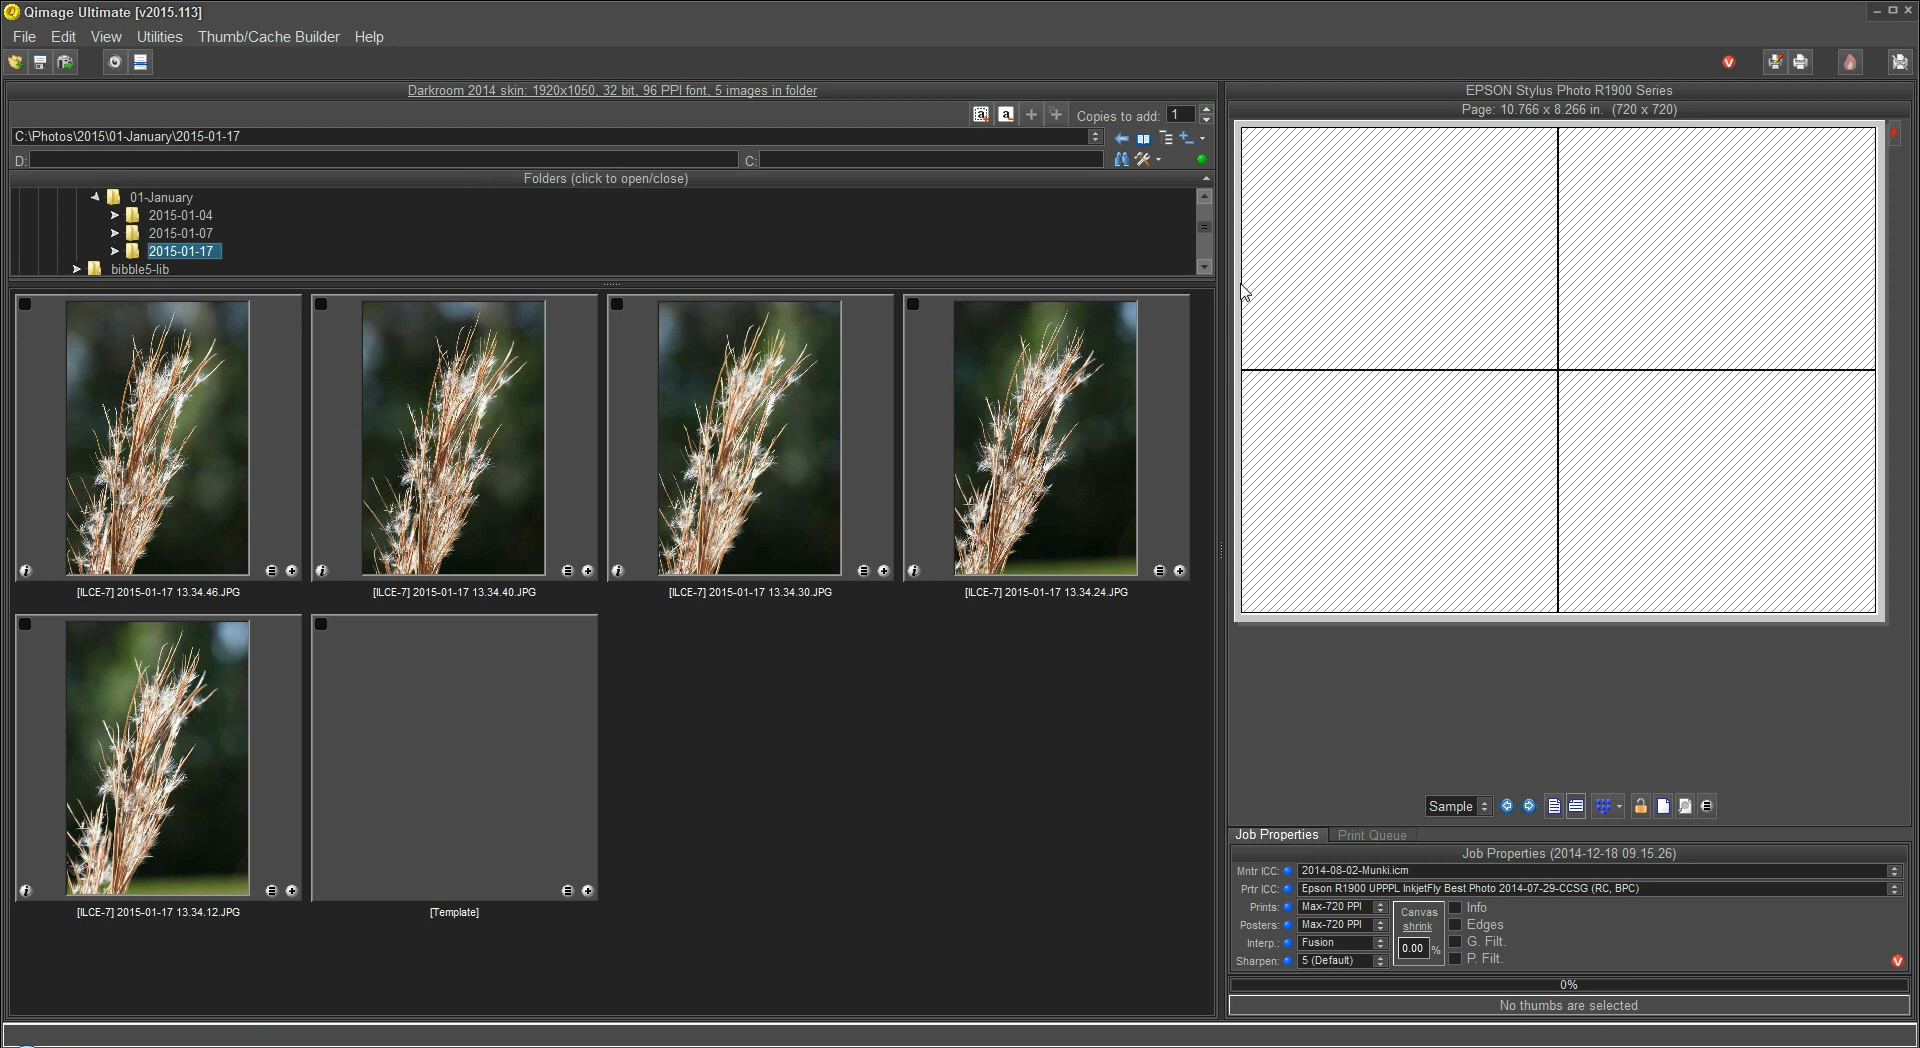 Qimage Ultimate [v2015.113]
File Edit View Utilities Thumb/Cache Builder Help
Darkroom 2014 skin: 1920x1050, 32 bit, 96 PPI font, 5 images in folder
Copies to add: 1
C:\Photos\2015\01-January\2015-01-17
D:
C:
Folders (click to open/close)
01-January
2015-01-04
2015-01-07
2015-01-17
bibble5-lib
[ILCE-7] 2015-01-17 13.34.46.JPG
[ILCE-7] 2015-01-17 13.34.40.JPG
[ILCE-7] 2015-01-17 13.34.30.JPG
[ILCE-7] 2015-01-17 13.34.24.JPG
[ILCE-7] 2015-01-17 13.34.12.JPG
[Template]
EPSON Stylus Photo R1900 Series
Page: 10.766 x 8.266 in. (720 x 720)
Sample
Job Properties Print Queue
Job Properties (2014-12-18 09.15.26)
Mntr ICC: 2014-08-02-Munki.icm
Prtr ICC: Epson R1900 UPPPL InkjetFly Best Photo 2014-07-29-CCSG (RC, BPC)
Prints: Max-720 PPI
Posters: Max-720 PPI
Interp.: Fusion
Sharpen: 5 (Default)
Canvas
shrink
0.00 %
Info
Edges
G. Filt.
P. Filt.
0%
No thumbs are selected